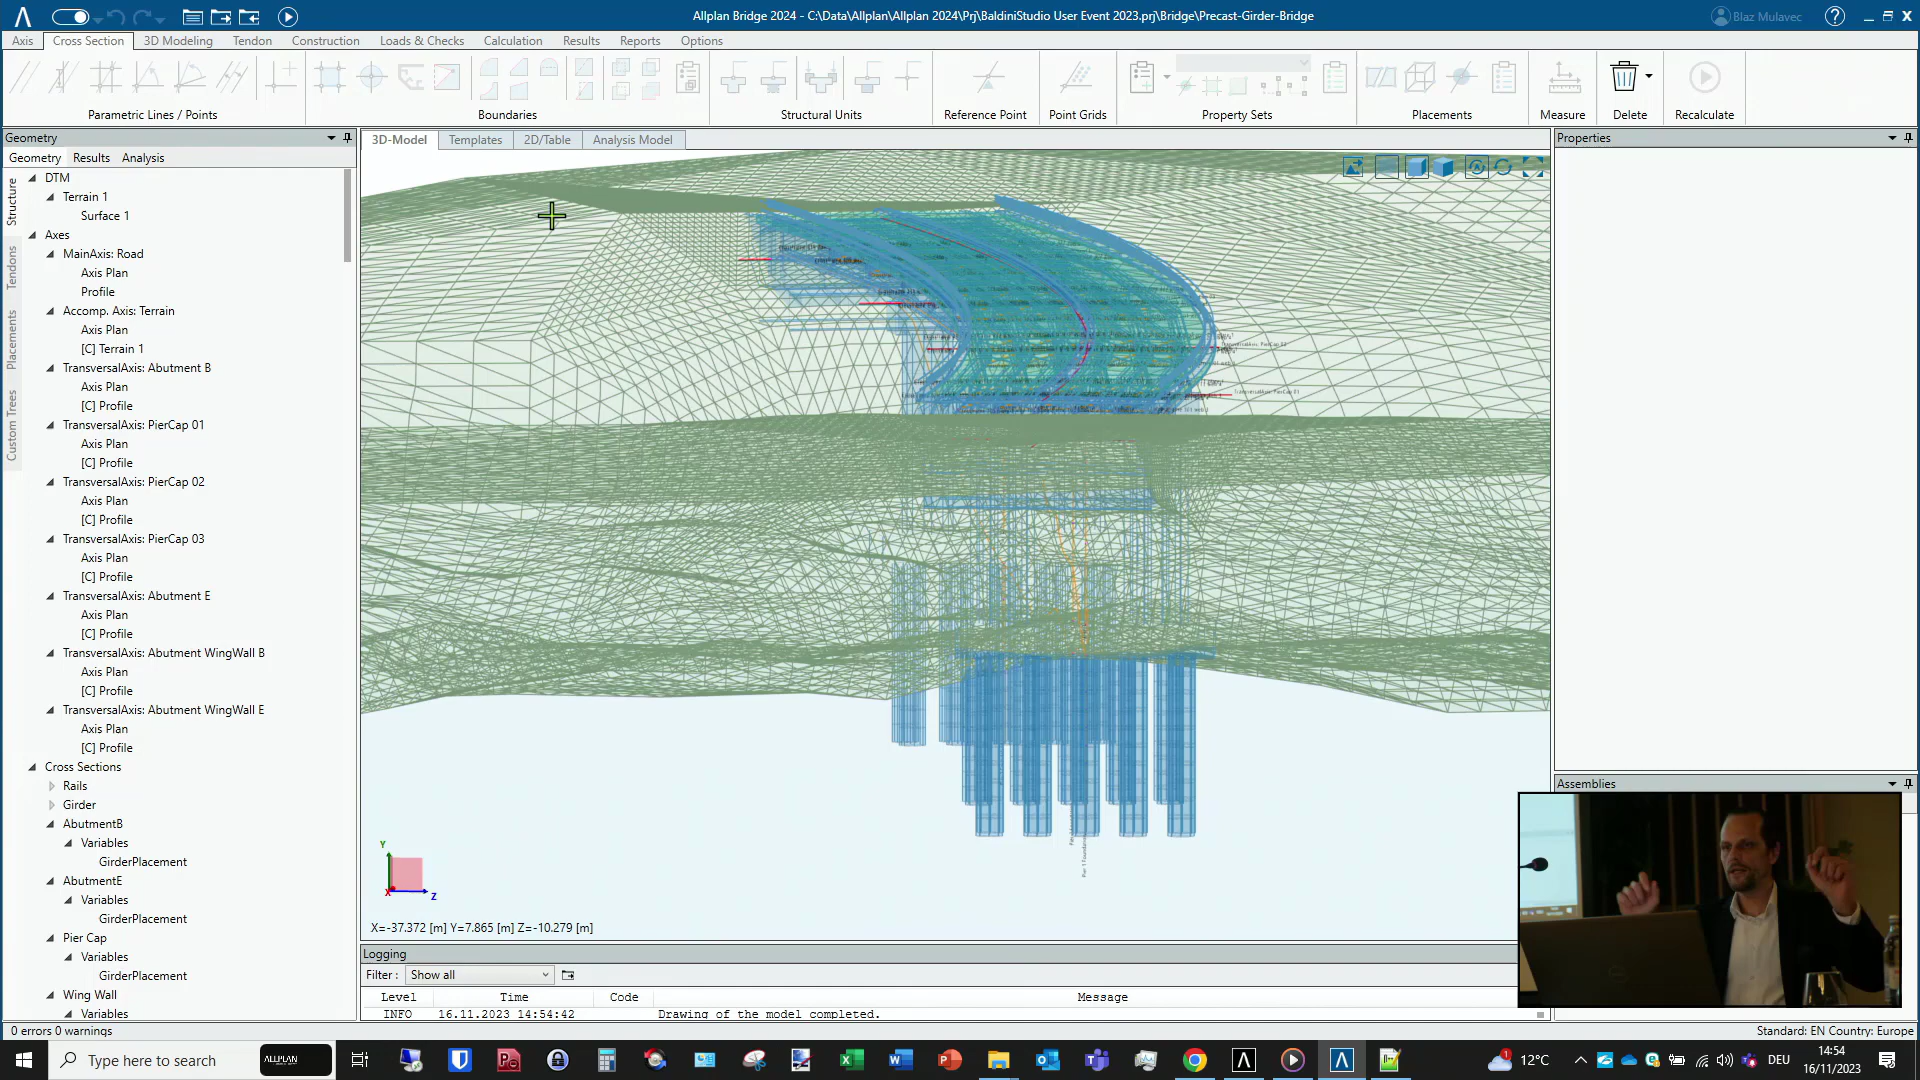 Allplan Bridge 2024 - C:\Data\Allplan\Allplan 2024\Prj\BaldiniStudio User Event 2023.prj\Bridge\Precast-Girder-Bridge
Blaz Mulavec
Axis Cross Section 3D Modeling Tendon Construction Loads & Checks Calculation Results Reports Options
Parametric Lines / Points Boundaries Structural Units Reference Point Point Grids Property Sets Placements Measure Delete Recalculate
Geometry
3D-Model Templates 2D/Table Analysis Model
Properties
Geometry Results Analysis
Structure
Tendons
Placements
Custom Trees
DTM
Terrain 1
Surface 1
Axes
MainAxis: Road
Axis Plan
Profile
Accomp. Axis: Terrain
Axis Plan
[C] Terrain 1
TransversalAxis: Abutment B
Axis Plan
[C] Profile
TransversalAxis: PierCap 01
Axis Plan
[C] Profile
TransversalAxis: PierCap 02
Axis Plan
[C] Profile
TransversalAxis: PierCap 03
Axis Plan
[C] Profile
TransversalAxis: Abutment E
Axis Plan
[C] Profile
TransversalAxis: Abutment WingWall B
Axis Plan
[C] Profile
TransversalAxis: Abutment WingWall E
Axis Plan
[C] Profile
Cross Sections
Rails
Girder
AbutmentB
Variables
GirderPlacement
AbutmentE
Variables
GirderPlacement
Pier Cap
Variables
GirderPlacement
Wing Wall
Variables
Y
X
Z
X=-37.372 [m] Y=7.865 [m] Z=-10.279 [m]
Assemblies
Logging
Filter : Show all
Level Time Code Message
INFO 16.11.2023 14:54:42 Drawing of the model completed.
0 errors 0 warnings
Standard: EN Country: Europe
Type here to search
ALLPLAN
12°C
DEU
14:54
16/11/2023